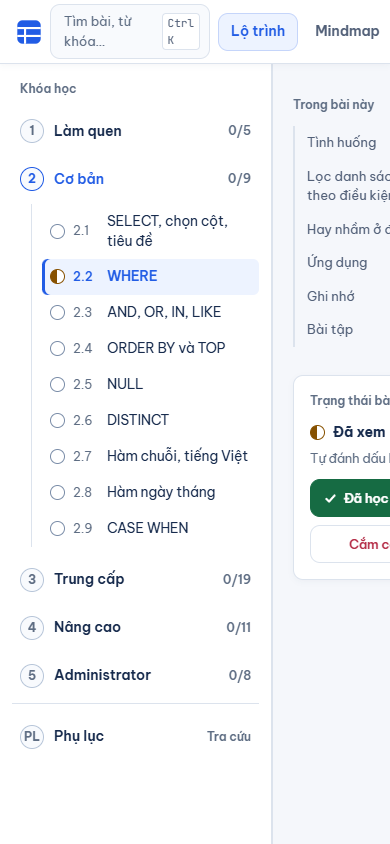 Tìm bài, từ khóa...
Ctrl K
Lộ trình
Mindmap
Khóa học
1 Làm quen 0/5
2 Cơ bản 0/9
2.1 SELECT, chọn cột, tiêu đề
2.2 WHERE
2.3 AND, OR, IN, LIKE
2.4 ORDER BY và TOP
2.5 NULL
2.6 DISTINCT
2.7 Hàm chuỗi, tiếng Việt
2.8 Hàm ngày tháng
2.9 CASE WHEN
3 Trung cấp 0/19
4 Nâng cao 0/11
5 Administrator 0/8
PL Phụ lục Tra cứu
Trong bài này
Tình huống
Lọc danh
theo điều
Hay nhầm ở
Ứng dụng
Ghi nhớ
Bài tập
Trạng thái
Đã xem
Tự đánh dấu
Đã học
Cắm